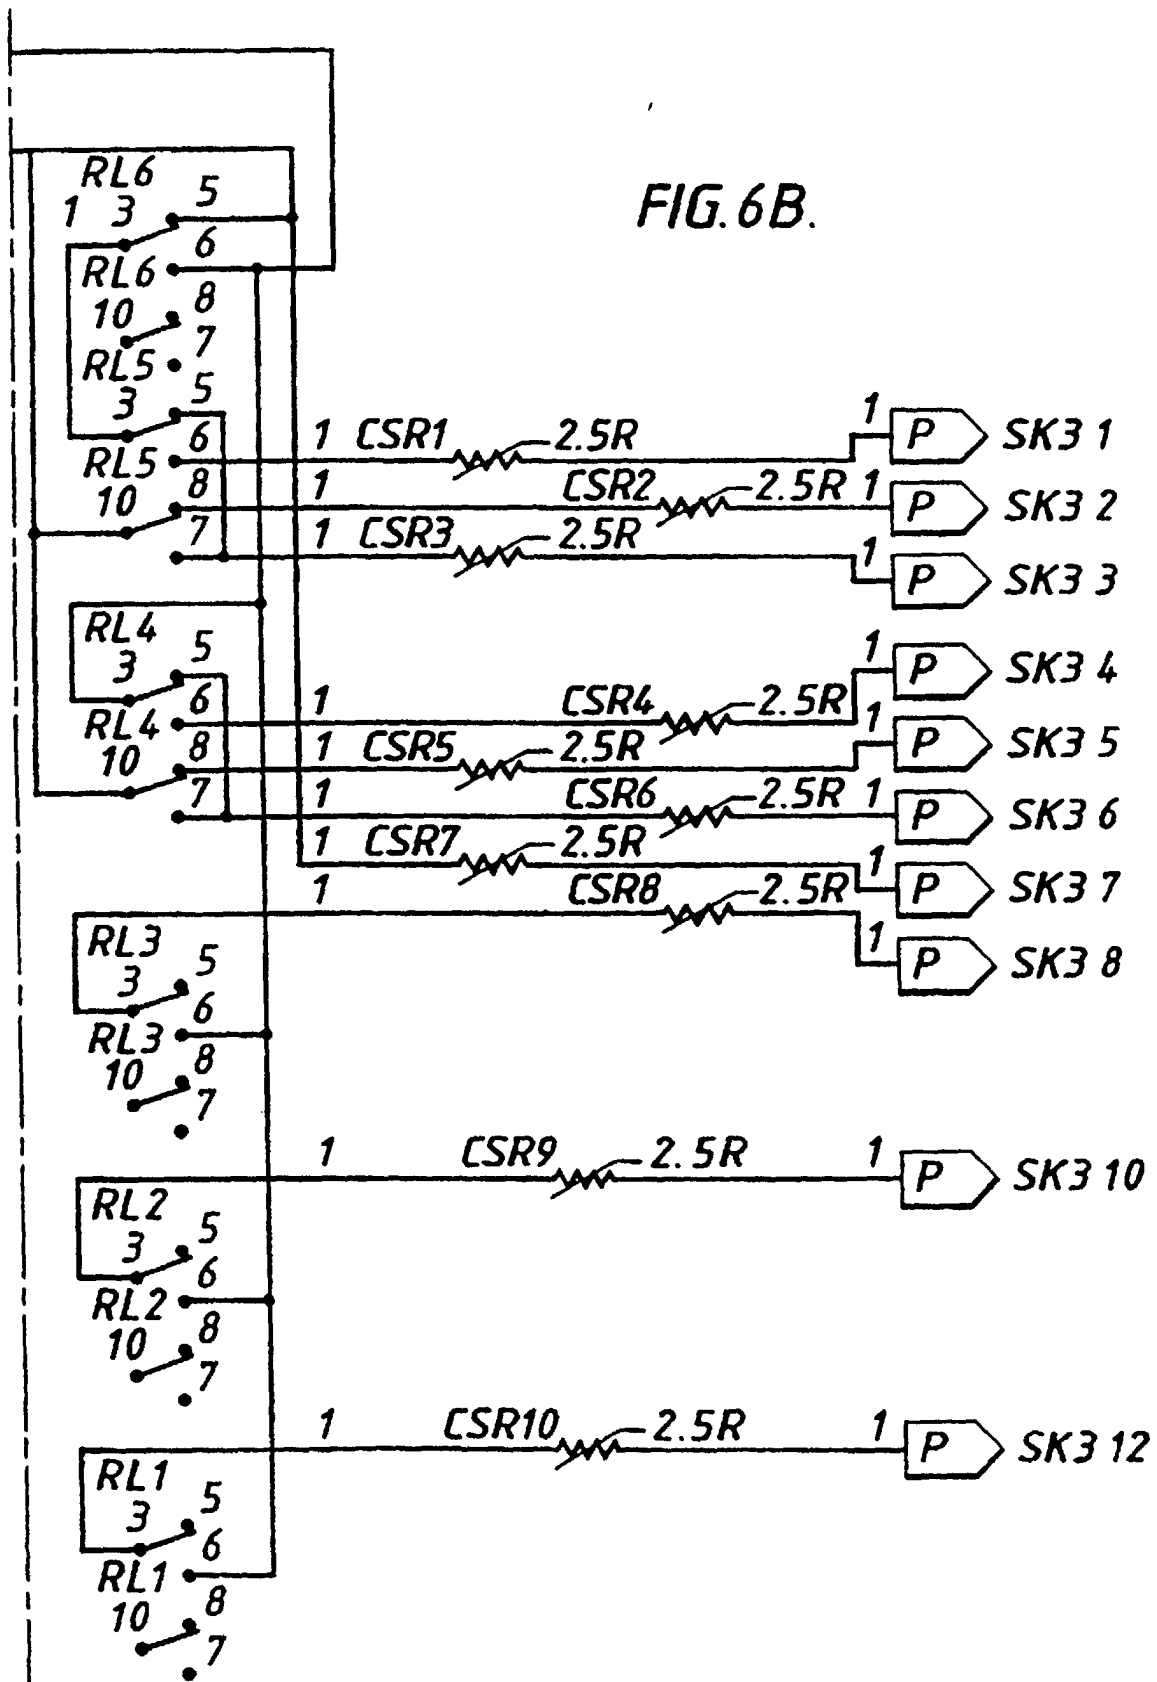 FIG. 6B.
RL6
1 3 5
6
RL6
10 8
7
RL5
3 5
6
1 CSR1 2.5R 1 P SK3 1
RL5
10 8
1 CSR2 2.5R 1 P SK3 2
7
1 CSR3 2.5R 1 P SK3 3
RL4
3 5
6
1 CSR4 2.5R 1 P SK3 4
RL4
10 8
1 CSR5 2.5R 1 P SK3 5
7
1 CSR6 2.5R 1 P SK3 6
1 CSR7 2.5R 1 P SK3 7
1 CSR8 2.5R 1 P SK3 8
RL3
3 5
6
RL3
10 8
7
1 CSR9 2.5R 1 P SK3 10
RL2
3 5
6
RL2
10 8
7
1 CSR10 2.5R 1 P SK3 12
RL1
3 5
6
RL1
10 8
7